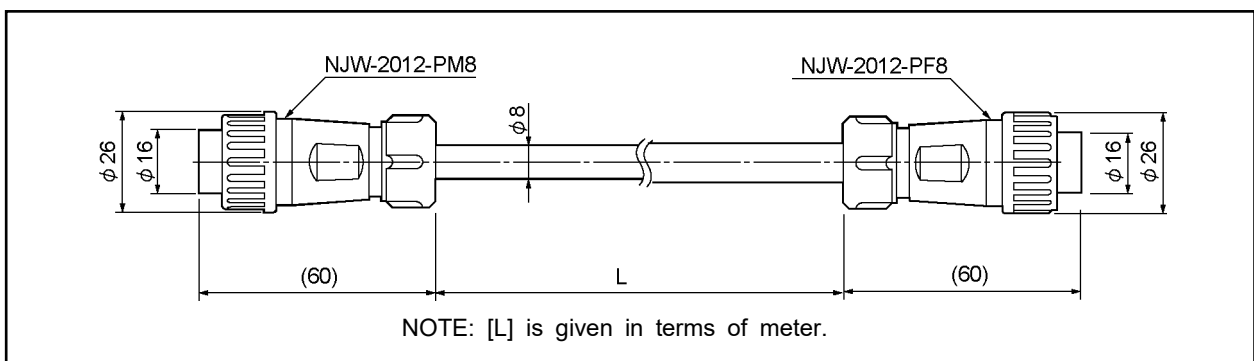 NJW-2012-PM8
NJW-2012-PF8
φ26
φ16
φ8
φ16
φ26
(60)
L
(60)
NOTE: [L] is given in terms of meter.